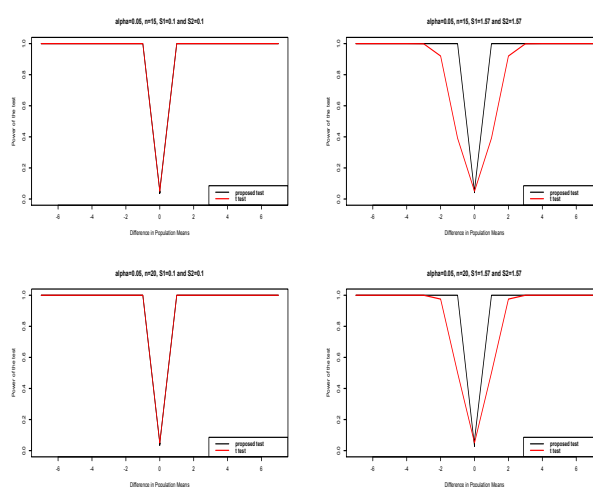 alpha=0.05, n=15, S1=0.1 and S2=0.1
Power of the test
0.0 0.2 0.4 0.6 0.8 1.0
proposed test
t test
-6 -4 -2 0 2 4 6
Difference in Population Means
alpha=0.05, n=15, S1=1.57 and S2=1.57
Power of the test
0.0 0.2 0.4 0.6 0.8 1.0
proposed test
t test
-6 -4 -2 0 2 4 6
Difference in Population Means
alpha=0.05, n=20, S1=0.1 and S2=0.1
Power of the test
0.0 0.2 0.4 0.6 0.8 1.0
proposed test
t test
-6 -4 -2 0 2 4 6
Difference in Population Means
alpha=0.05, n=20, S1=1.57 and S2=1.57
Power of the test
0.0 0.2 0.4 0.6 0.8 1.0
proposed test
t test
-6 -4 -2 0 2 4 6
Difference in Population Means